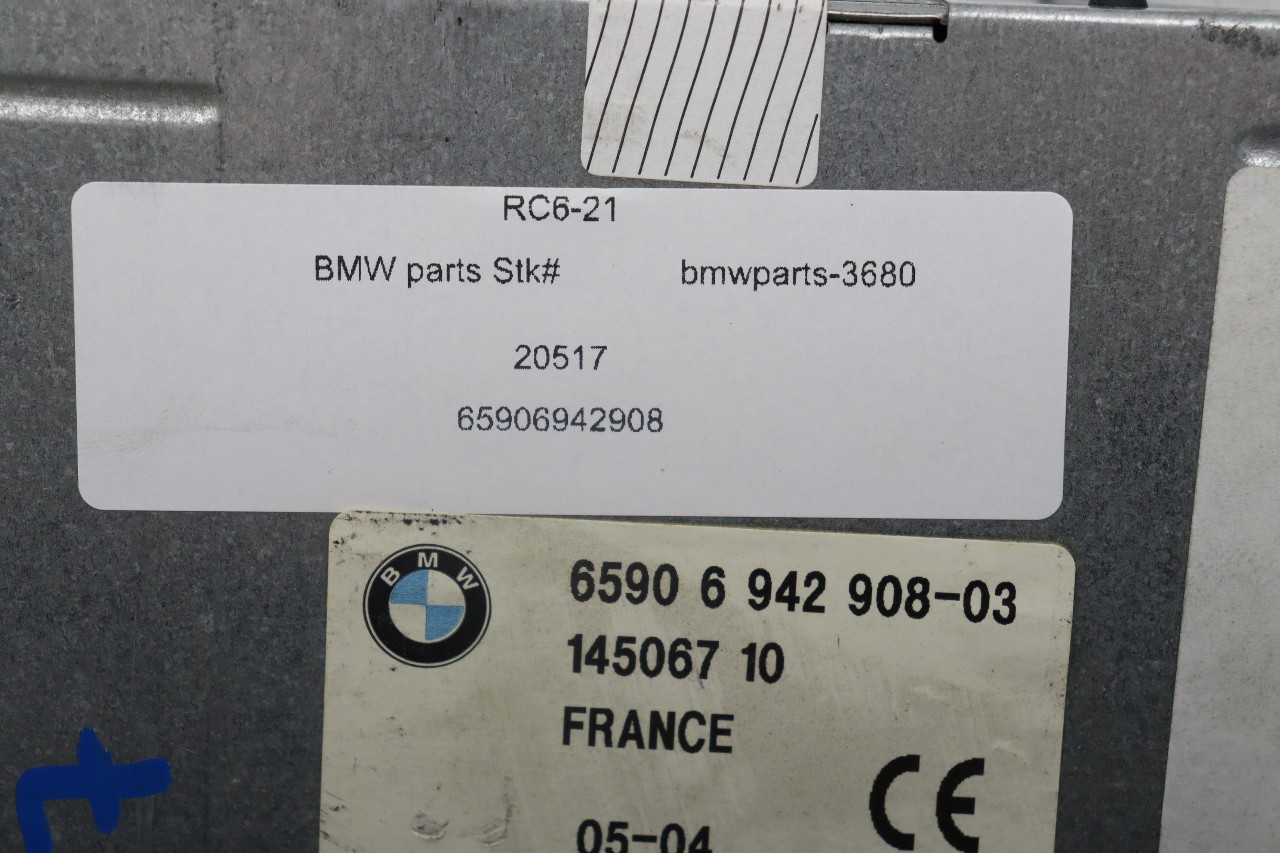 RC6-21
BMW parts Stk# bmwparts-3680
20517
65906942908
BMW
6590 6 942 908-03
145067 10
FRANCE
CE
05-04